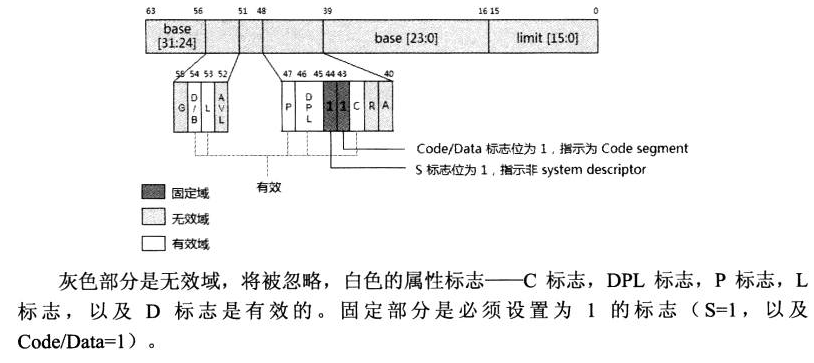 63 56 51 48 39 16 15 0
base [31:24] base [23:0] limit [15:0]
55 54 53 52 47 46 45 44 43 40
G D/B L AVL P DPL 1 1 C R A
Code/Data 标志位为 1，指示为 Code segment
S 标志位为 1，指示非 system descriptor
有效
固定域
无效域
有效域
灰色部分是无效域，将被忽略，白色的属性标志——C 标志，DPL 标志，P 标志，L
标志，以及 D 标志是有效的。固定部分是必须设置为 1 的标志（S=1，以及
Code/Data=1）。